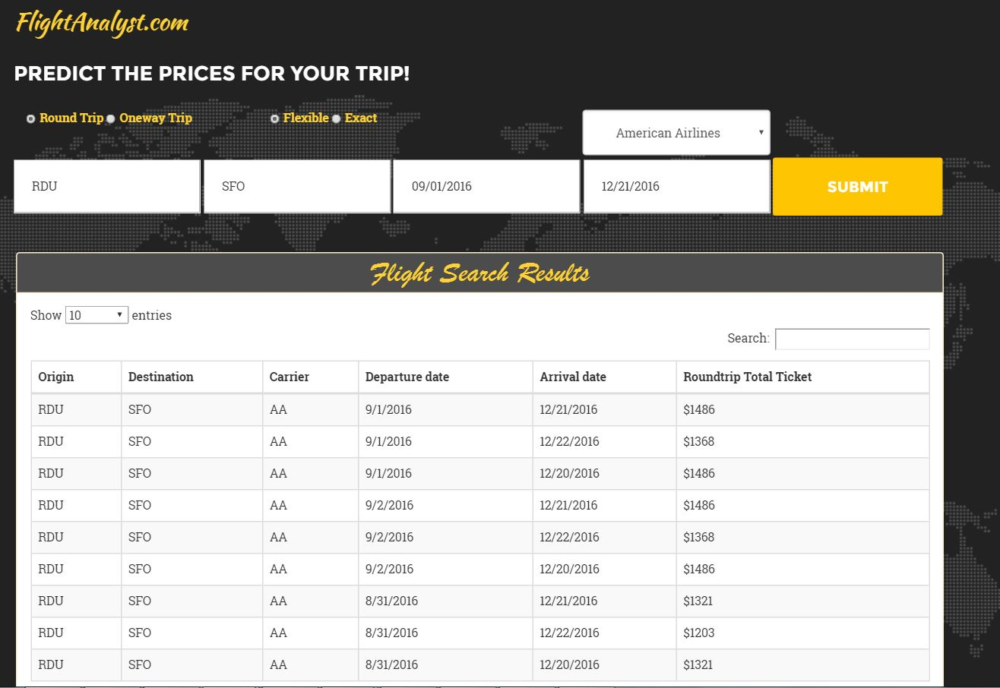 FlightAnalyst.com
PREDICT THE PRICES FOR YOUR TRIP!
Round Trip Oneway Trip Flexible Exact
American Airlines
RDU SFO 09/01/2016 12/21/2016 SUBMIT
Flight Search Results
Show 10 entries
Search:
Origin Destination Carrier Departure date Arrival date Roundtrip Total Ticket
RDU SFO AA 9/1/2016 12/21/2016 $1486
RDU SFO AA 9/1/2016 12/22/2016 $1368
RDU SFO AA 9/1/2016 12/20/2016 $1486
RDU SFO AA 9/2/2016 12/21/2016 $1486
RDU SFO AA 9/2/2016 12/22/2016 $1368
RDU SFO AA 9/2/2016 12/20/2016 $1486
RDU SFO AA 8/31/2016 12/21/2016 $1321
RDU SFO AA 8/31/2016 12/22/2016 $1203
RDU SFO AA 8/31/2016 12/20/2016 $1321